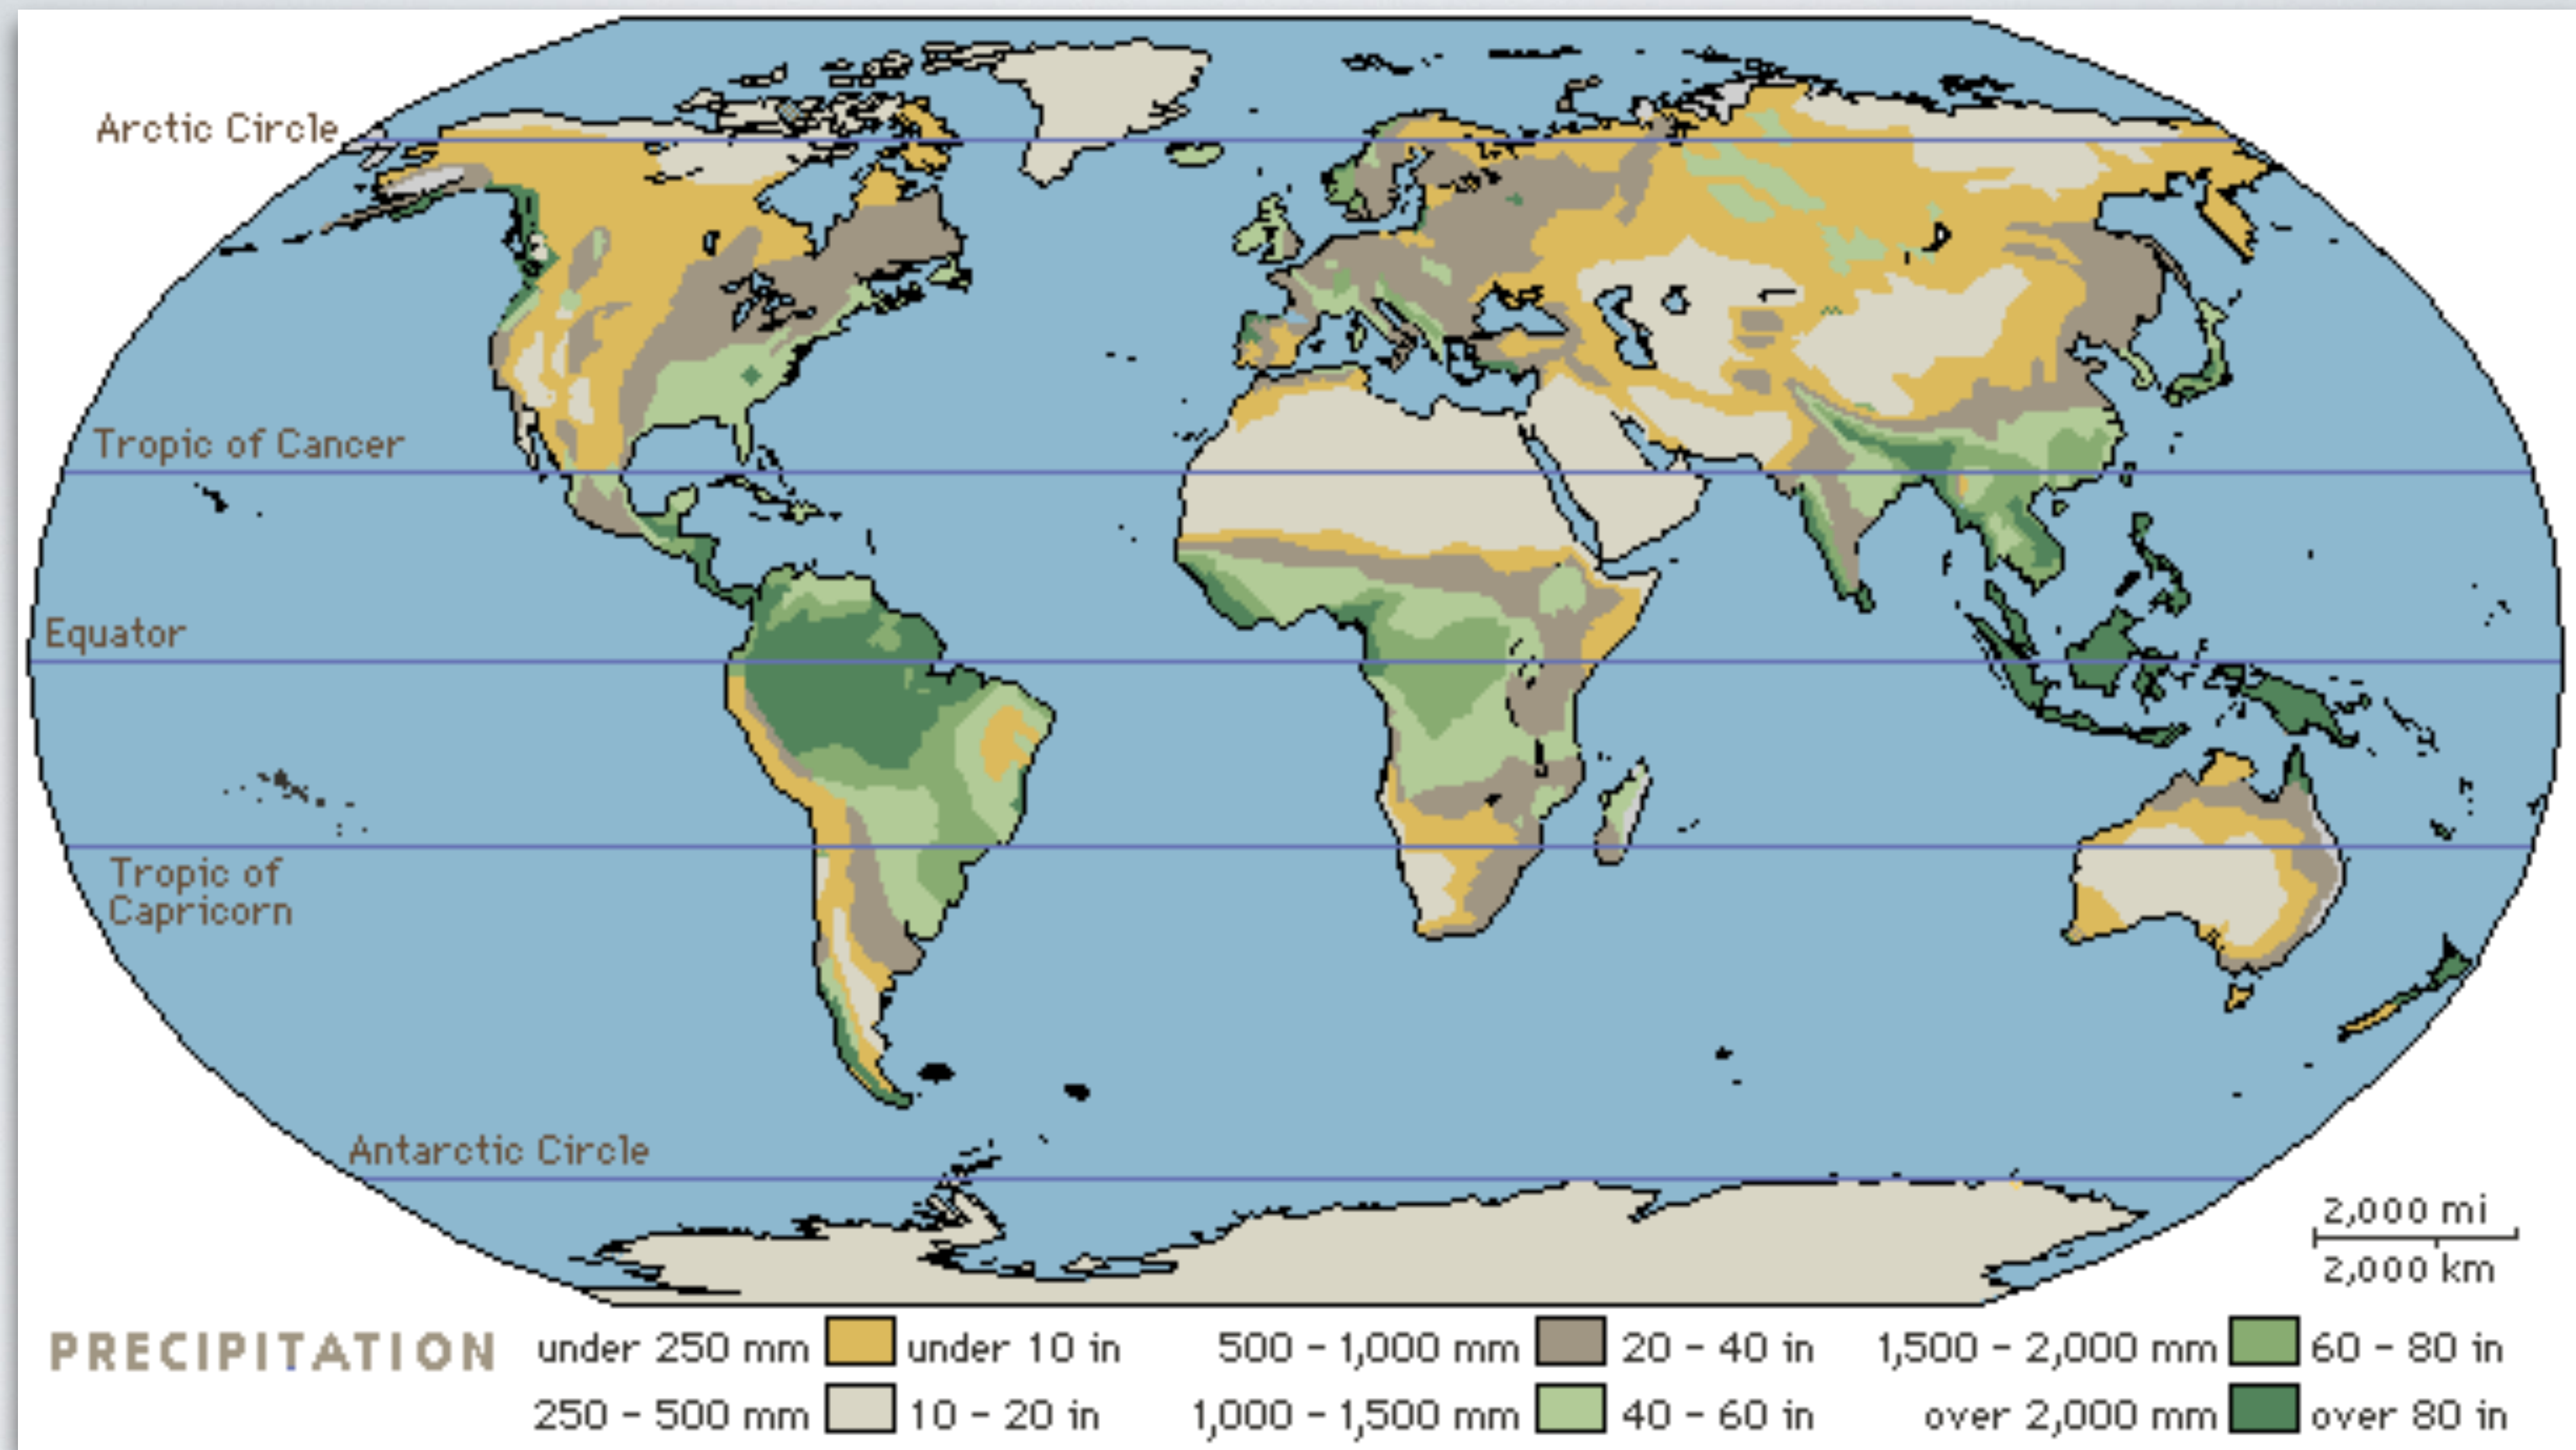 Arctic Circle
Tropic of Cancer
Equator
Tropic of
Capricorn
Antarctic Circle
2,000 mi
2,000 km
PRECIPITATION
under 250 mm under 10 in
250 - 500 mm 10 - 20 in
500 - 1,000 mm 20 - 40 in
1,000 - 1,500 mm 40 - 60 in
1,500 - 2,000 mm 60 - 80 in
over 2,000 mm over 80 in